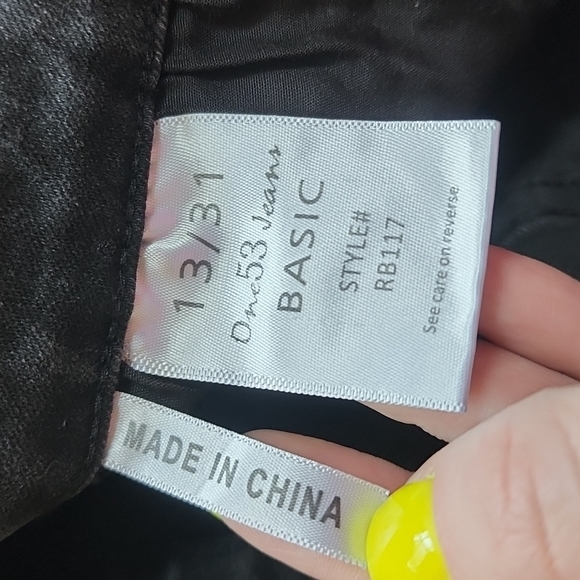 13/31
One53 Jeans
BASIC
STYLE#
RB117
See care on reverse
MADE IN CHINA